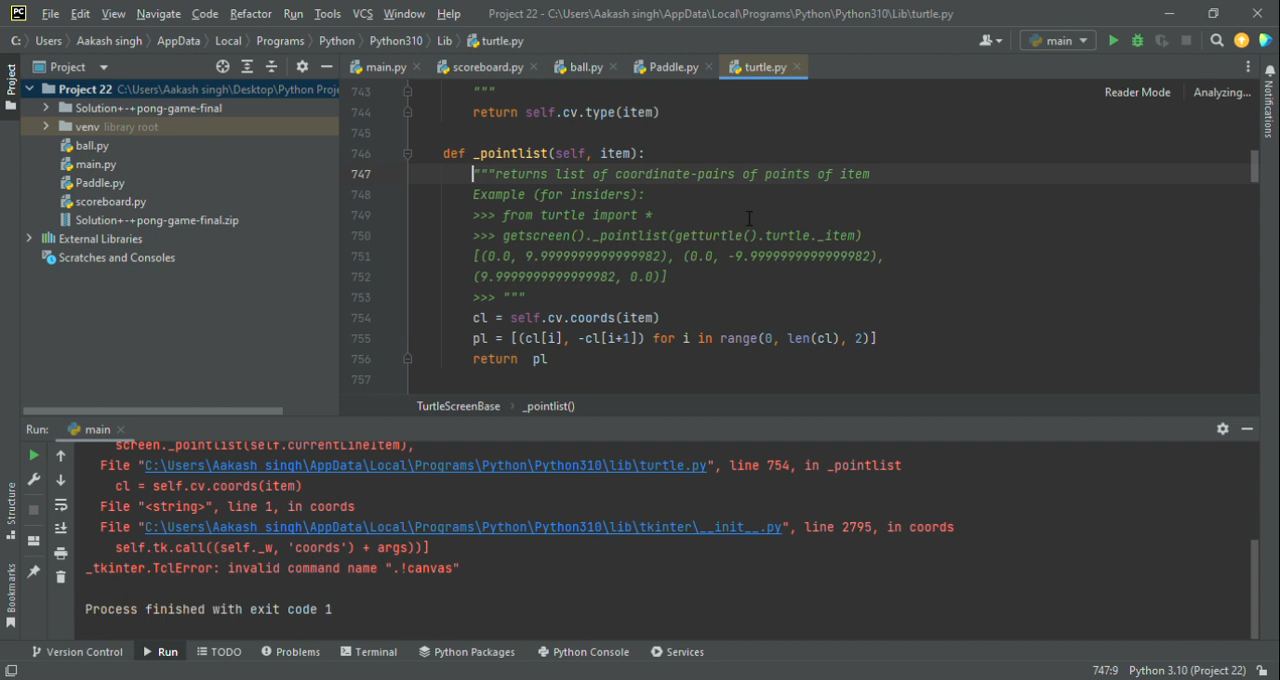 PC File Edit View Navigate Code Refactor Run Tools VCS Window Help Project 22 - C:\Users\Aakash singh\AppData\Local\Programs\Python\Python310\Lib\turtle.py
C: Users Aakash singh AppData Local Programs Python Python310 Lib turtle.py main
Project main.py scoreboard.py ball.py Paddle.py turtle.py
Project
Notifications
Project 22 C:\Users\Aakash singh\Desktop\Python Proje
Solution+-+pong-game-final
venv library root
ball.py
main.py
Paddle.py
scoreboard.py
Solution+-+pong-game-final.zip
External Libraries
Scratches and Consoles
Reader Mode Analyzing...
743 """
744 return self.cv.type(item)
745
746 def _pointlist(self, item):
747 """returns list of coordinate-pairs of points of item
748 Example (for insiders):
749 >>> from turtle import *
750 >>> getscreen()._pointlist(getturtle().turtle._item)
751 [(0.0, 9.9999999999999982), (0.0, -9.9999999999999982),
752 (9.9999999999999982, 0.0)]
753 >>> """
754 cl = self.cv.coords(item)
755 pl = [(cl[i], -cl[i+1]) for i in range(0, len(cl), 2)]
756 return pl
757
TurtleScreenBase _pointlist()
Run: main
screen._pointlist(self.currentLineItem),
File "C:\Users\Aakash singh\AppData\Local\Programs\Python\Python310\lib\turtle.py", line 754, in _pointlist
cl = self.cv.coords(item)
File "<string>", line 1, in coords
File "C:\Users\Aakash singh\AppData\Local\Programs\Python\Python310\lib\tkinter\__init__.py", line 2795, in coords
self.tk.call((self._w, 'coords') + args))]
_tkinter.TclError: invalid command name ".!canvas"
Process finished with exit code 1
Structure
Bookmarks
Version Control Run TODO Problems Terminal Python Packages Python Console Services
747:9 Python 3.10 (Project 22)